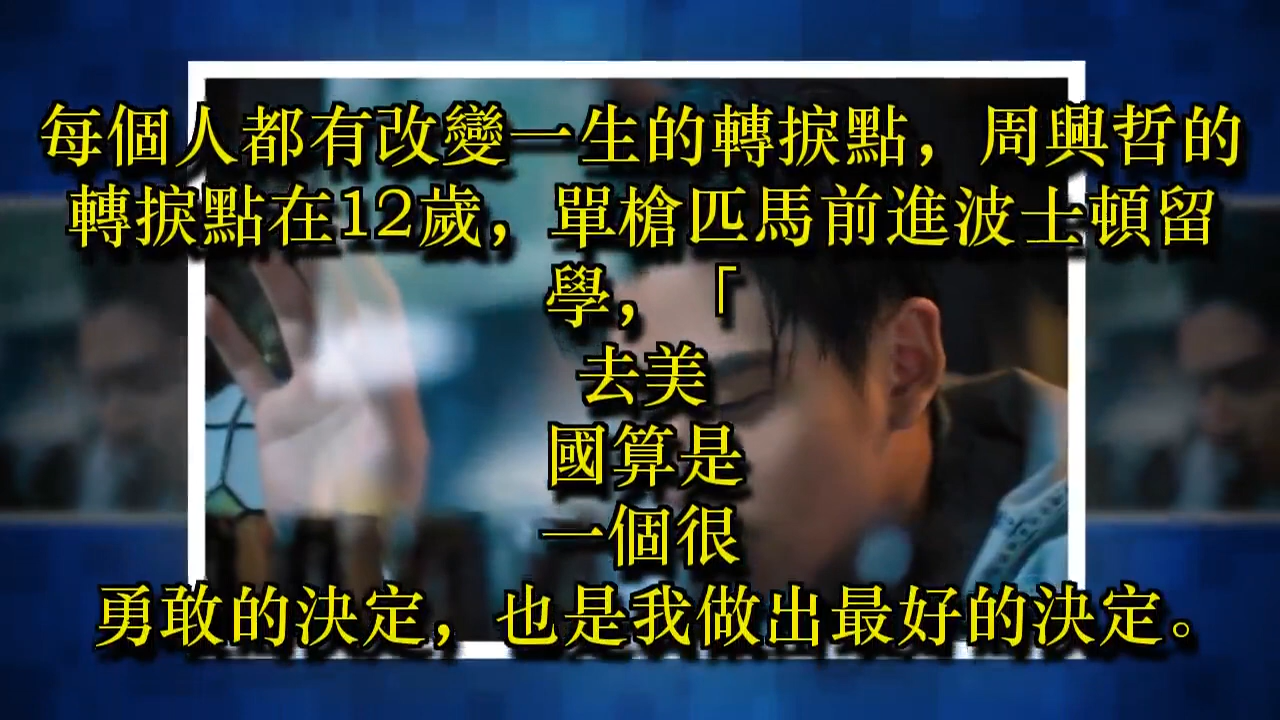 每個人都有改變一生的轉捩點，周興哲的
轉捩點在12歲，單槍匹馬前進波士頓留
學，「
去美
國算是
一個很
勇敢的決定，也是我做出最好的決定。